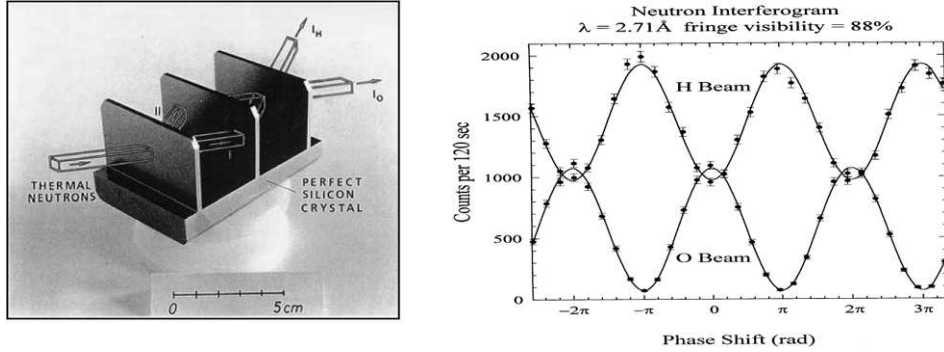 I_H
I_O
II
I
THERMAL
NEUTRONS
PERFECT
SILICON
CRYSTAL
0 5cm
Neutron Interferogram
λ = 2.71Å fringe visibility = 88%
Counts per 120 sec
2000
1500
1000
500
0
H Beam
O Beam
−2π −π 0 π 2π 3π
Phase Shift (rad)